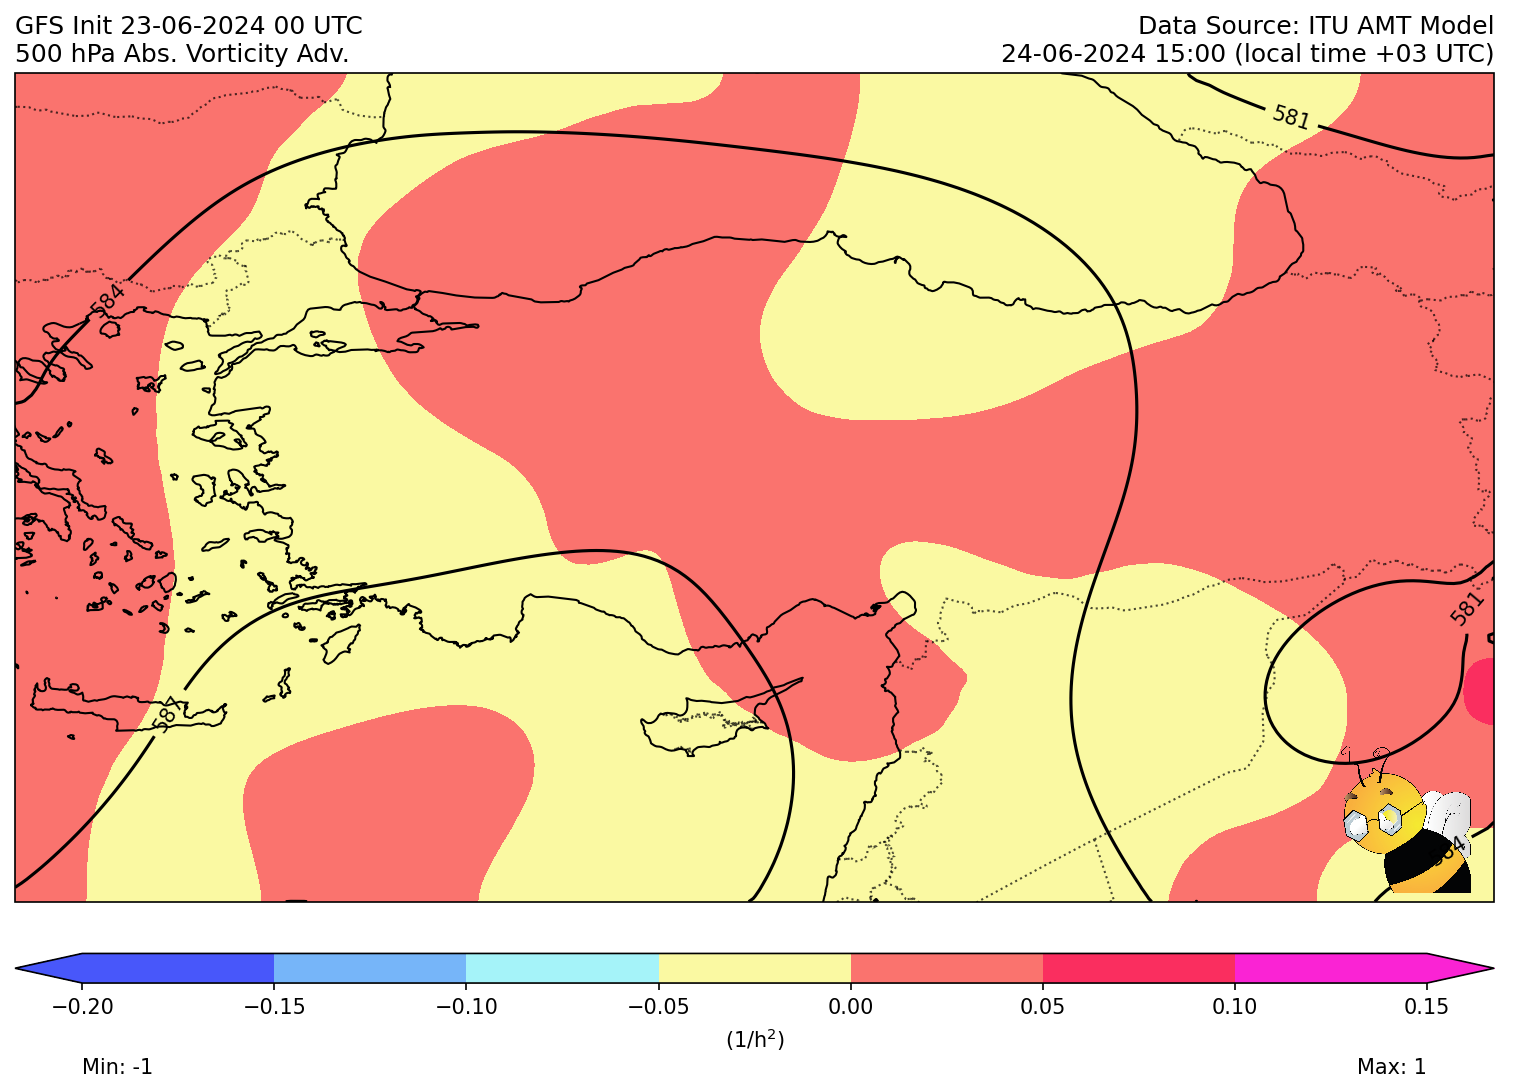 GFS Init 23-06-2024 00 UTC
500 hPa Abs. Vorticity Adv.
Data Source: ITU AMT Model
24-06-2024 15:00 (local time +03 UTC)
581
584
581
587
584
−0.20 −0.15 −0.10 −0.05 0.00 0.05 0.10 0.15
(1/h²)
Min: -1
Max: 1